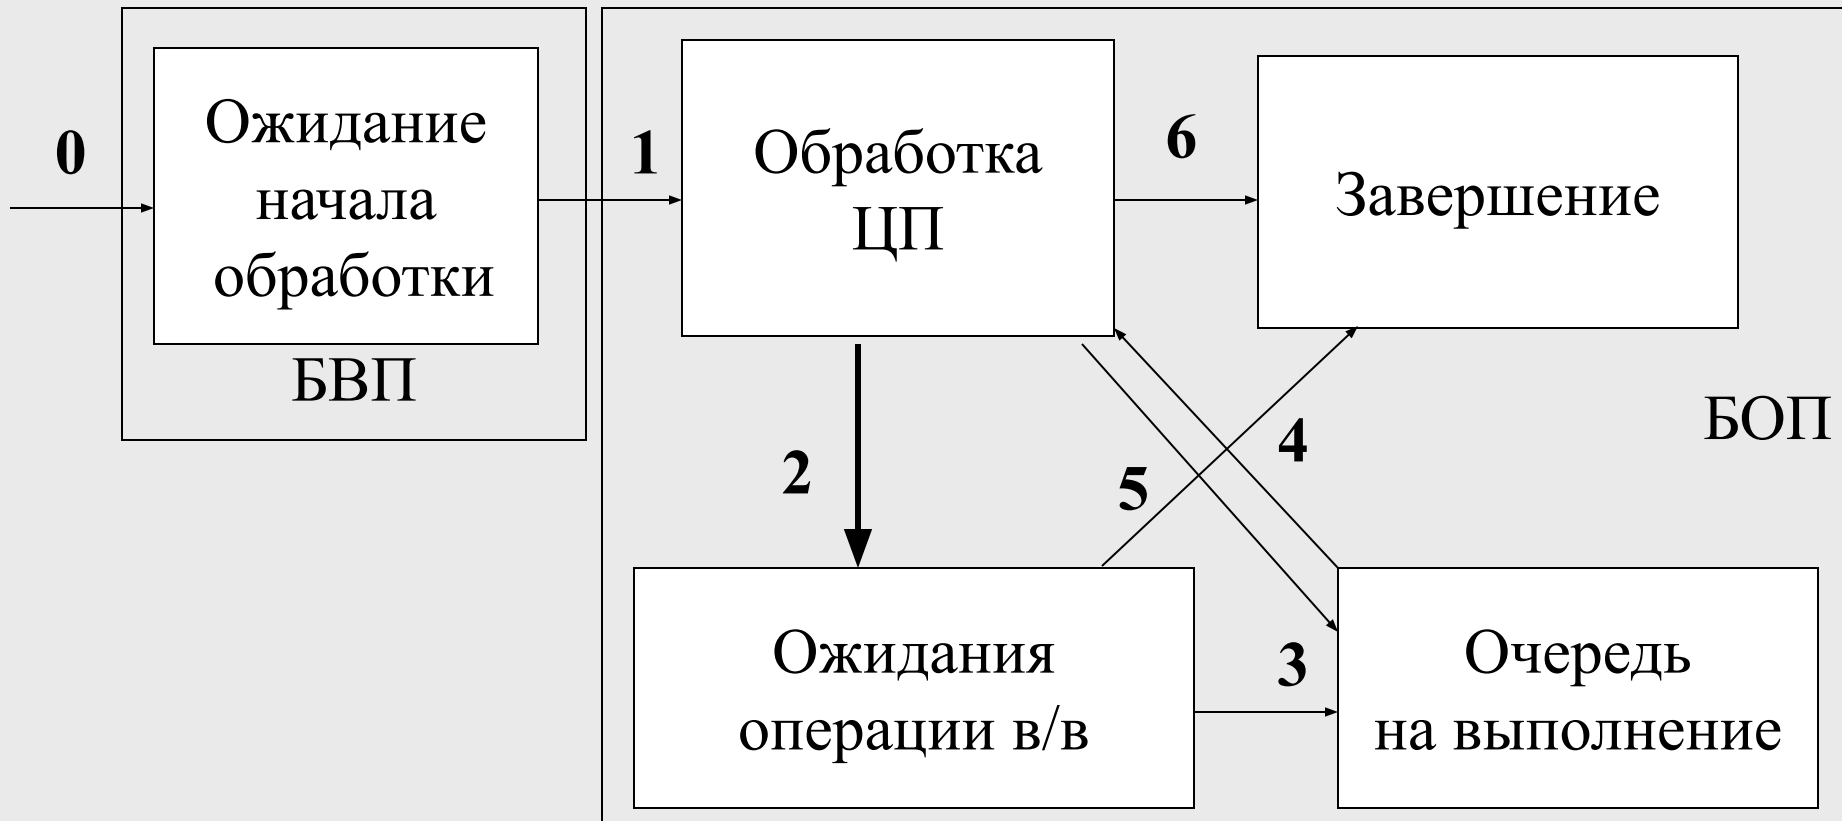 0
Ожидание
начала
обработки
БВП
1
Обработка
ЦП
6
Завершение
2
5
4
БОП
Ожидания
операции в/в
3
Очередь
на выполнение